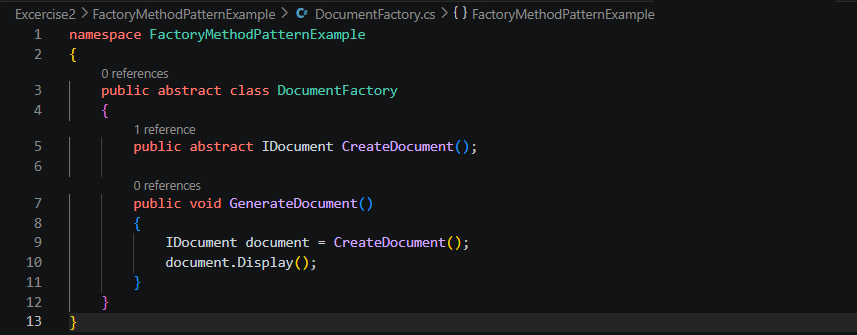 Excercise2 > FactoryMethodPatternExample > DocumentFactory.cs > {} FactoryMethodPatternExample
1 namespace FactoryMethodPatternExample
2 {
0 references
3 public abstract class DocumentFactory
4 {
1 reference
5 public abstract IDocument CreateDocument();
6
0 references
7 public void GenerateDocument()
8 {
9 IDocument document = CreateDocument();
10 document.Display();
11 }
12 }
13 }